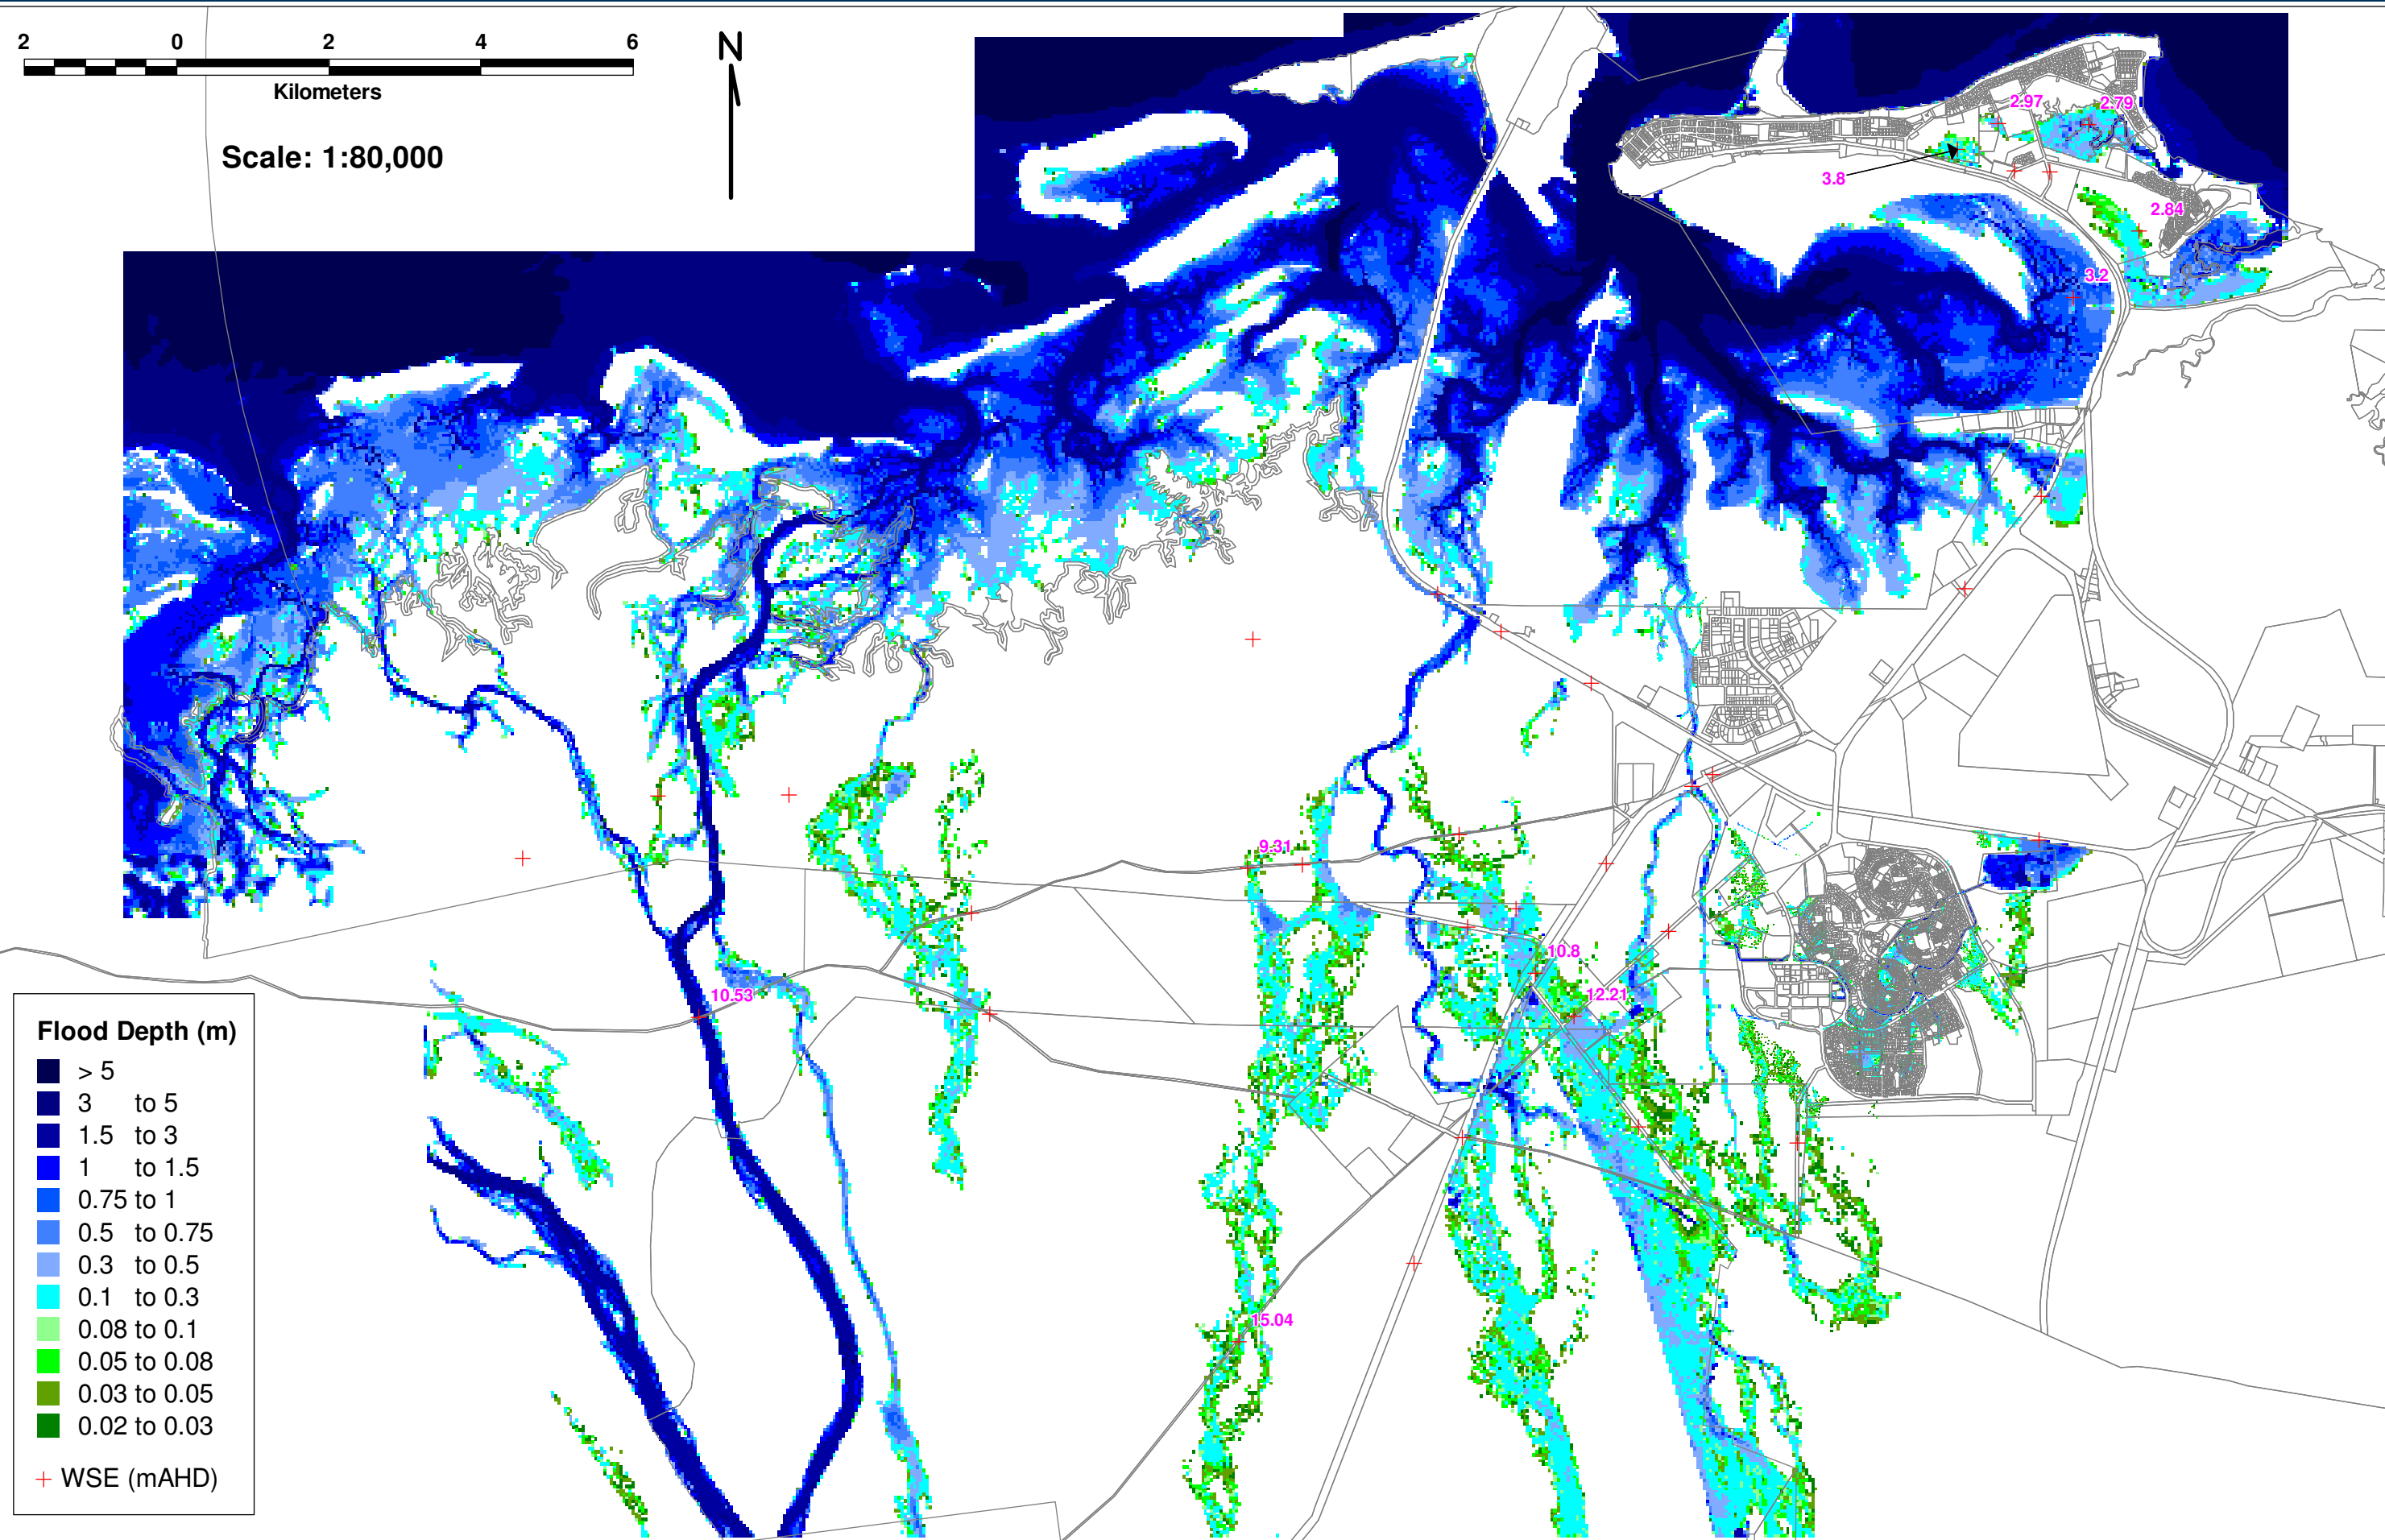 2 0 2 4 6
Kilometers
Scale: 1:80,000
N
2.97
2.79
3.8
2.84
3.2
9.31
10.8
10.53
12.21
15.04
Flood Depth (m)
> 5
3 to 5
1.5 to 3
1 to 1.5
0.75 to 1
0.5 to 0.75
0.3 to 0.5
0.1 to 0.3
0.08 to 0.1
0.05 to 0.08
0.03 to 0.05
0.02 to 0.03
+ WSE (mAHD)